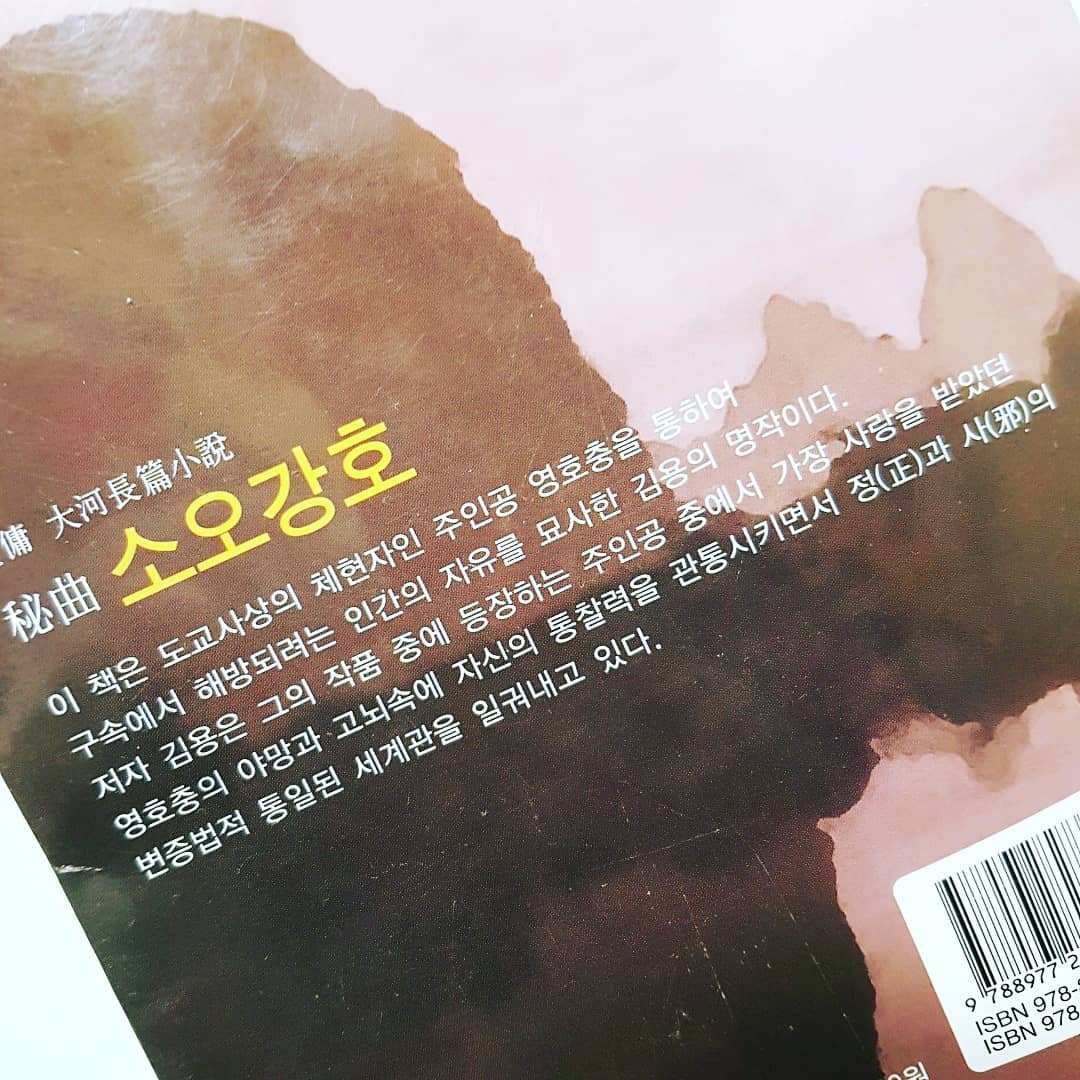 傭 大河長篇小說
秘曲 소오강호
이 책은 도교사상의 체현자인 주인공 영호충을 통하여
구속에서 해방되려는 인간의 자유를 묘사한 김용의 명작이다.
저자 김용은 그의 작품 중에 등장하는 주인공 중에서 가장 사랑을 받았던
영호충의 야망과 고뇌속에 자신의 통찰력을 관통시키면서 정(正)과 사(邪)의
변증법적 통일된 세계관을 일궈내고 있다.
9 788977 2
ISBN 978-
ISBN 978-
0원